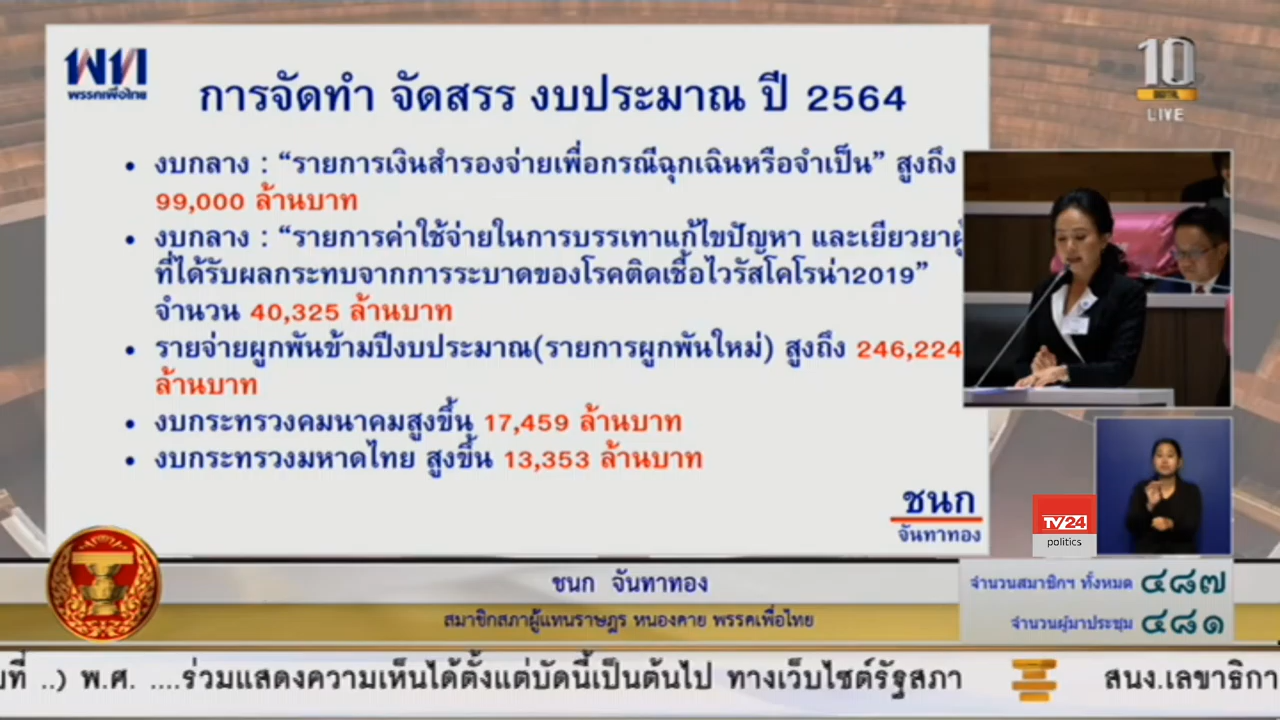 พท
พรรคเพื่อไทย
การจัดทำ จัดสรร งบประมาณ ปี 2564
• งบกลาง : “รายการเงินสำรองจ่ายเพื่อกรณีฉุกเฉินหรือจำเป็น” สูงถึง
99,000 ล้านบาท
• งบกลาง : “รายการค่าใช้จ่ายในการบรรเทาแก้ไขปัญหา และเยียวยาผู้
ที่ได้รับผลกระทบจากการระบาดของโรคติดเชื้อไวรัสโคโรน่า2019”
จำนวน 40,325 ล้านบาท
• รายจ่ายผูกพันข้ามปีงบประมาณ(รายการผูกพันใหม่) สูงถึง 246,224
ล้านบาท
• งบกระทรวงคมนาคมสูงขึ้น 17,459 ล้านบาท
• งบกระทรวงมหาดไทย สูงขึ้น 13,353 ล้านบาท
ชนก
จันทาทอง
10
DIGITAL
LIVE
TV24
politics
ชนก จันทาทอง
สมาชิกสภาผู้แทนราษฎร หนองคาย พรรคเพื่อไทย
จำนวนสมาชิกฯ ทั้งหมด ๔๘๗
จำนวนผู้มาประชุม ๔๘๑
บที่ ..) พ.ศ. ....ร่วมแสดงความเห็นได้ตั้งแต่บัดนี้เป็นต้นไป ทางเว็บไซต์รัฐสภา สนง.เลขาธิกา